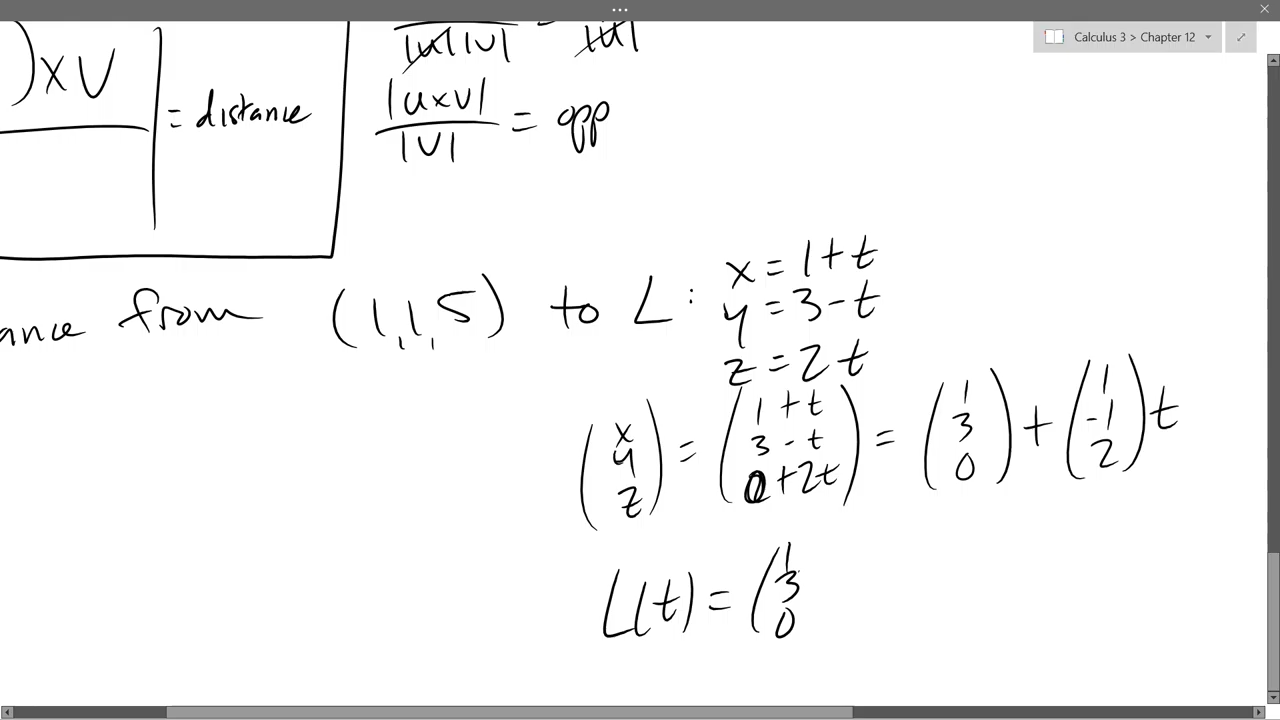 Calculus 3 > Chapter 12
) x V = distance
|u||v| = |u|
|u x v| / |v| = opp
ance from (1,1,5) to L: x = 1 + t
y = 3 - t
z = 2t
(x y z) = (1 + t 3 - t 0 + 2t) = (1 3 0) + (1 -1 2) t
L(t) = (1 3 0